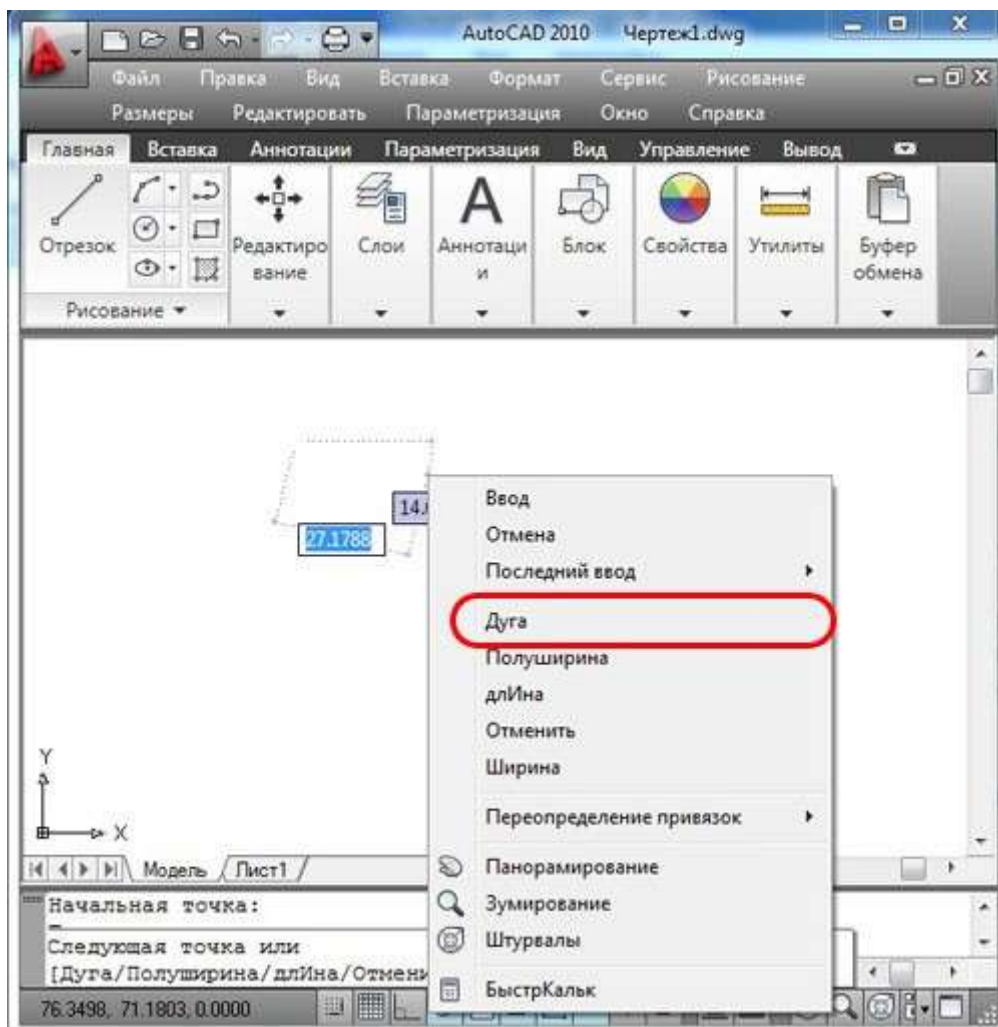 AutoCAD 2010 Чертеж1.dwg
Файл Правка Вид Вставка Формат Сервис Рисование
Размеры Редактировать Параметризация Окно Справка
Главная Вставка Аннотации Параметризация Вид Управление Вывод
Отрезок
Редактиро
вание
Слои
Аннотаци
и
Блок
Свойства
Утилиты
Буфер
обмена
Рисование
14.
27.1788
Ввод
Отмена
Последний ввод
Дуга
Полуширина
длИна
Отменить
Ширина
Переопределение привязок
Панорамирование
Зумирование
Штурвалы
БыстрКальк
Y
X
Модель Лист1
Начальная точка:
Следующая точка или
[Дуга/Полуширина/длИна/Отмени
76.3498, 71.1803, 0.0000